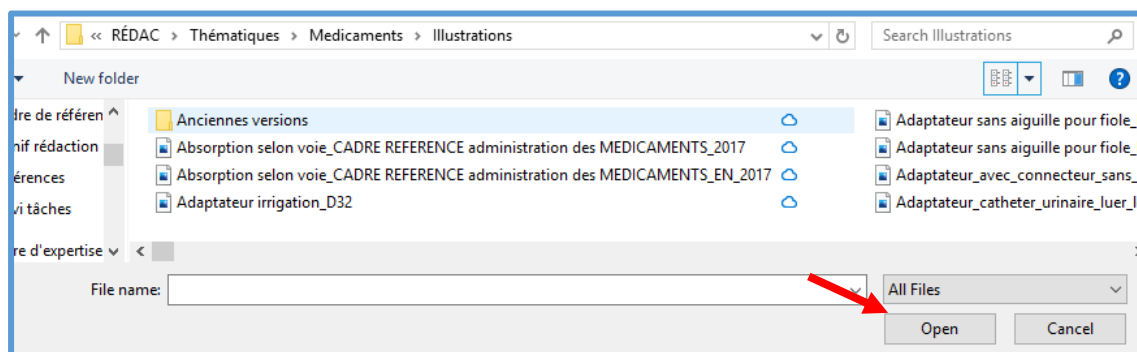 « RÉDAC > Thématiques > Medicaments > Illustrations
Search Illustrations
New folder
dre de référen
nif rédaction
érences
vi tâches
re d'expertise
Anciennes versions
Absorption selon voie_CADRE REFERENCE administration des MEDICAMENTS_2017
Absorption selon voie_CADRE REFERENCE administration des MEDICAMENTS_EN_2017
Adaptateur irrigation_D32
Adaptateur sans aiguille pour fiole_
Adaptateur sans aiguille pour fiole_
Adaptateur_avec_connecteur_sans_
Adaptateur_catheter_urinaire_luer_l
File name:
All Files
Open
Cancel